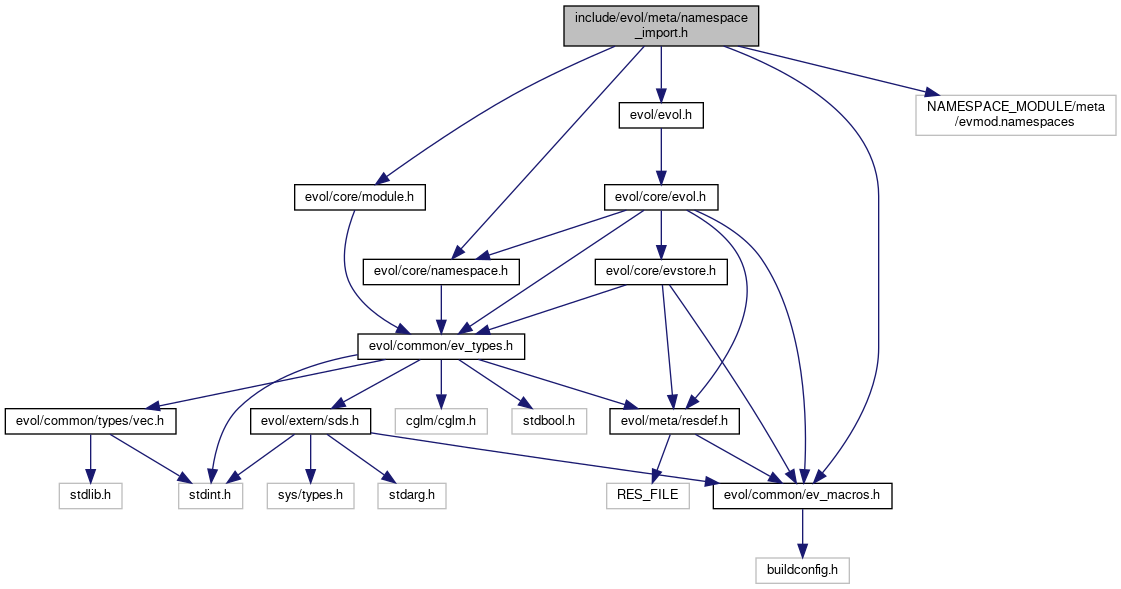 include/evol/meta/namespace
_import.h
NAMESPACE_MODULE/meta
/evmod.namespaces
evol/evol.h
evol/core/module.h
evol/core/evol.h
evol/core/namespace.h
evol/core/evstore.h
evol/common/ev_types.h
evol/common/types/vec.h
evol/extern/sds.h
cglm/cglm.h
stdbool.h
evol/meta/resdef.h
stdlib.h
stdint.h
sys/types.h
stdarg.h
RES_FILE
evol/common/ev_macros.h
buildconfig.h